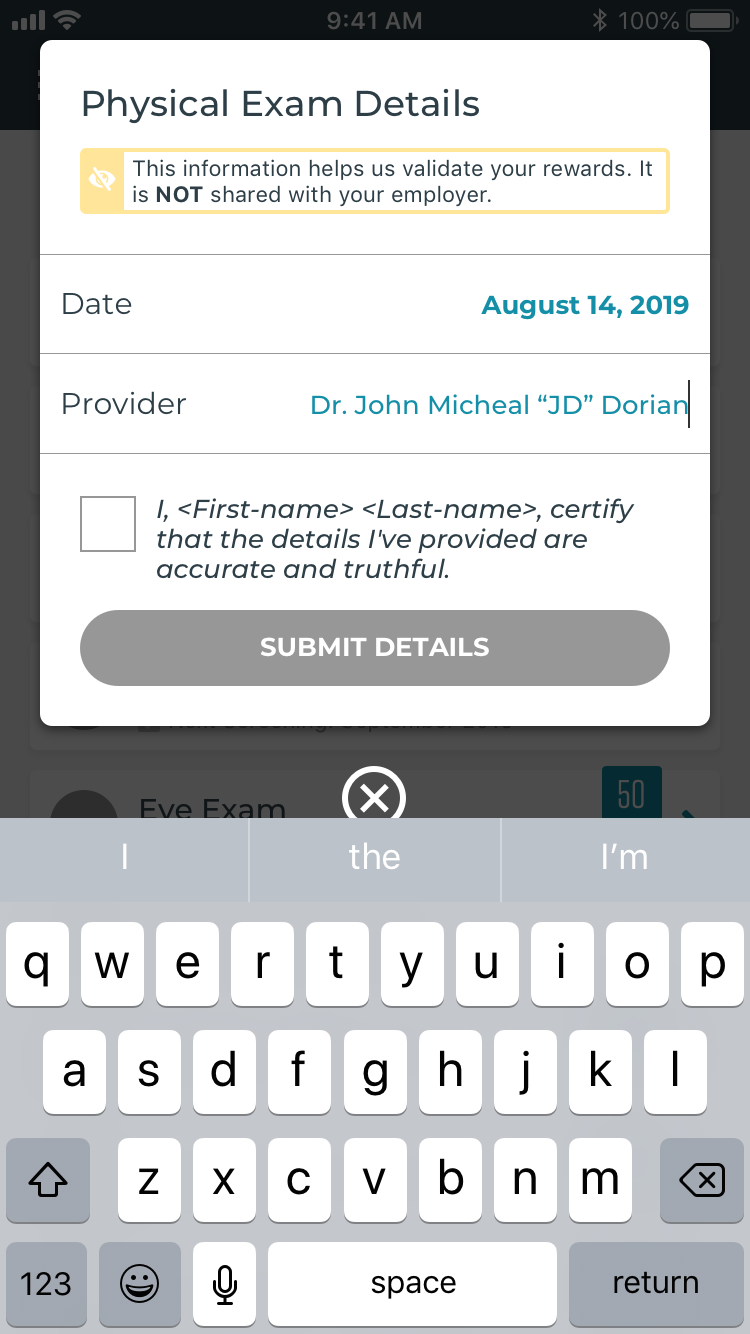 9:41 AM 100%
Physical Exam Details
This information helps us validate your rewards. It
is NOT shared with your employer.
Date August 14, 2019
Provider Dr. John Micheal “JD” Dorian
I, <First-name> <Last-name>, certify
that the details I've provided are
accurate and truthful.
SUBMIT DETAILS
Eye Exam 50
I the I’m
q w e r t y u i o p
a s d f g h j k l
z x c v b n m
123 space return